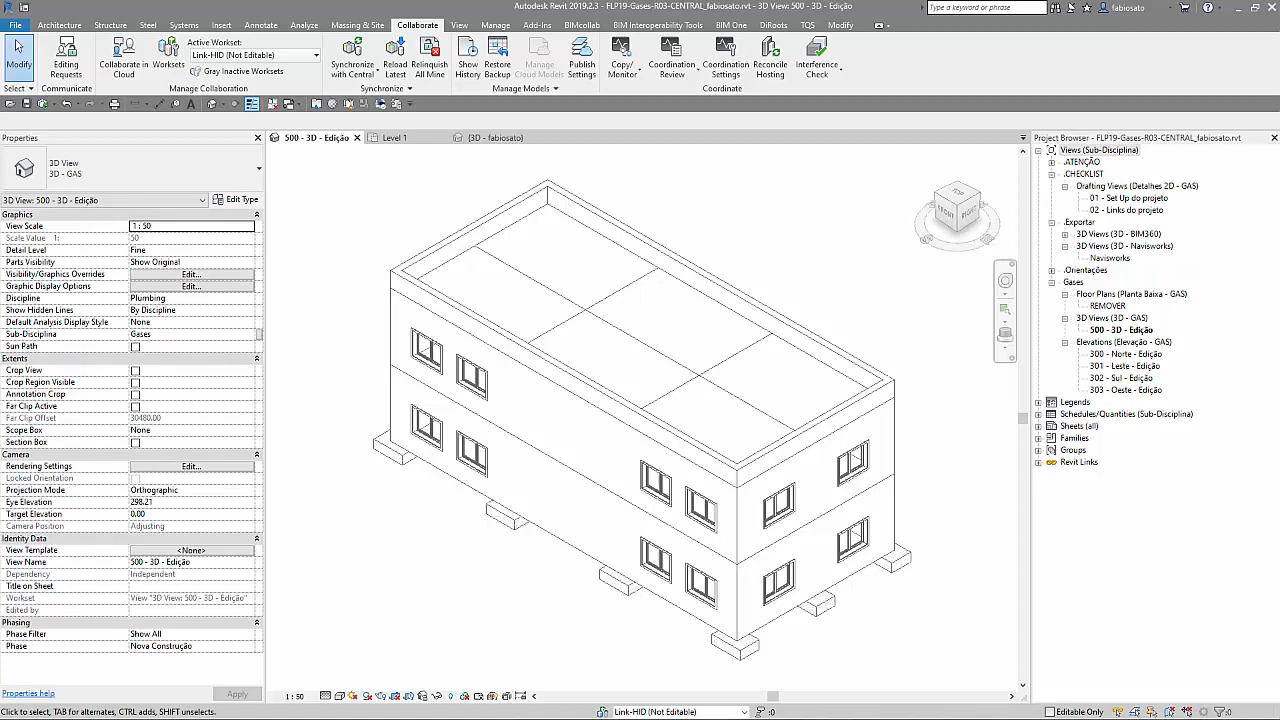 Autodesk Revit 2019.2.3 - FLP19-Gases-R03-CENTRAL_fabiosato.rvt - 3D View: 500 - 3D - Edição
Type a keyword or phrase
fabiosato
File Architecture Structure Steel Systems Insert Annotate Analyze Massing & Site Collaborate View Manage Add-Ins BIMcollab BIM Interoperability Tools BIM One DiRoots TQS Modify
Modify
Select
Editing Requests
Communicate
Collaborate in Cloud
Worksets
Active Workset:
Link-HID (Not Editable)
Gray Inactive Worksets
Manage Collaboration
Synchronize with Central
Reload Latest
Relinquish All Mine
Synchronize
Show History
Restore Backup
Manage Cloud Models
Publish Settings
Manage Models
Copy/ Monitor
Coordination Review
Coordination Settings
Reconcile Hosting
Interference Check
Coordinate
Properties
3D View
3D - GAS
3D View: 500 - 3D - Edição
Edit Type
Graphics
View Scale 1 : 50
Scale Value 1: 50
Detail Level Fine
Parts Visibility Show Original
Visibility/Graphics Overrides Edit...
Graphic Display Options Edit...
Discipline Plumbing
Show Hidden Lines By Discipline
Default Analysis Display Style None
Sub-Disciplina Gases
Sun Path
Extents
Crop View
Crop Region Visible
Annotation Crop
Far Clip Active
Far Clip Offset 30480.00
Scope Box None
Section Box
Camera
Rendering Settings Edit...
Locked Orientation
Projection Mode Orthographic
Eye Elevation 298.21
Target Elevation 0.00
Camera Position Adjusting
Identity Data
View Template <None>
View Name 500 - 3D - Edição
Dependency Independent
Title on Sheet
Workset View "3D View: 500 - 3D - Edição"
Edited by
Phasing
Phase Filter Show All
Phase Nova Construção
Properties help
Apply
500 - 3D - Edição
Level 1
{3D - fabiosato}
TOP
FRONT
RIGHT
1 : 50
Project Browser - FLP19-Gases-R03-CENTRAL_fabiosato.rvt
Views (Sub-Disciplina)
.ATENÇÃO
.CHECKLIST
Drafting Views (Detalhes 2D - GAS)
01 - Set Up do projeto
02 - Links do projeto
.Exportar
3D Views (3D - BIM360)
3D Views (3D - Navisworks)
Navisworks
.Orientações
Gases
Floor Plans (Planta Baixa - GAS)
REMOVER
3D Views (3D - GAS)
500 - 3D - Edição
Elevations (Elevação - GAS)
300 - Norte - Edição
301 - Leste - Edição
302 - Sul - Edição
303 - Oeste - Edição
Legends
Schedules/Quantities (Sub-Disciplina)
Sheets (all)
Families
Groups
Revit Links
Click to select, TAB for alternates, CTRL adds, SHIFT unselects.
Link-HID (Not Editable)
:0
Editable Only
:0